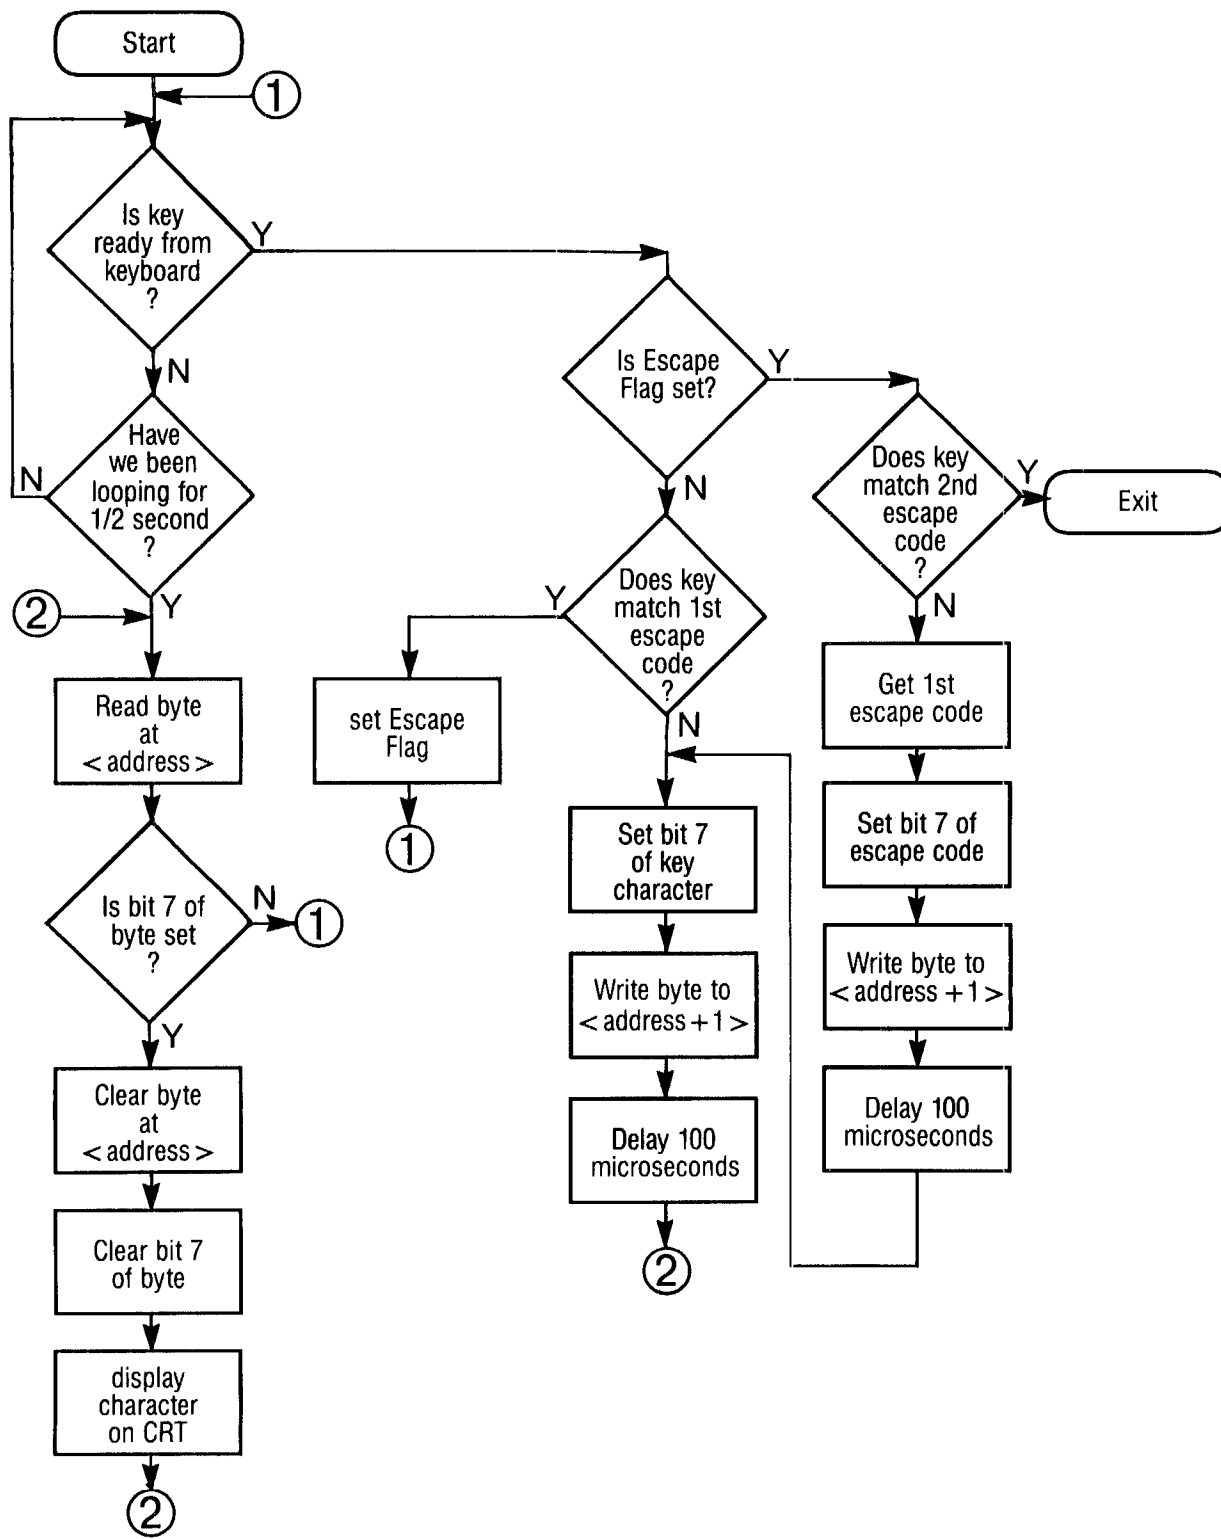 Start
1
Is key
ready from
keyboard
?
Y
N
Have
we been
looping for
1/2 second
?
N
Y
2
Read byte
at
< address >
Is bit 7 of
byte set
?
N
1
Y
Clear byte
at
< address >
Clear bit 7
of byte
display
character
on CRT
2
Is Escape
Flag set?
Y
N
Does key
match 1st
escape
code
?
Y
set Escape
Flag
1
N
Set bit 7
of key
character
Write byte to
< address + 1 >
Delay 100
microseconds
2
Does key
match 2nd
escape
code
?
Y
Exit
N
Get 1st
escape code
Set bit 7 of
escape code
Write byte to
< address + 1 >
Delay 100
microseconds